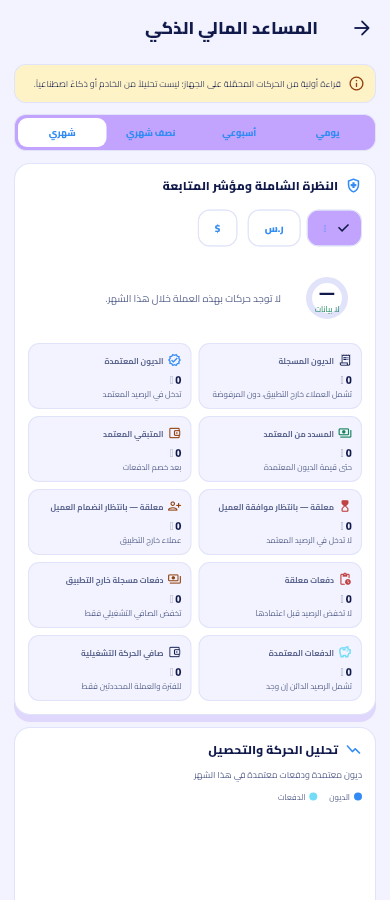 المساعد المالي الذكي
قراءة أولية من الحركات المحمّلة على الجهاز؛ ليست تحليلاً من الخادم أو ذكاءً اصطناعياً.
يومي
أسبوعي
نصف شهري
شهري
النظرة الشاملة ومؤشر المتابعة
ر.س
$
—
لا بيانات
لا توجد حركات بهذه العملة خلال هذا الشهر.
الديون المسجلة
0
تشمل العملاء خارج التطبيق، دون المرفوضة
الديون المعتمدة
0
تدخل في الرصيد المعتمد
المسدد من المعتمد
0
حتى قيمة الديون المعتمدة
المتبقي المعتمد
0
بعد خصم الدفعات
معلقة — بانتظار موافقة العميل
0
لا تدخل في الرصيد المعتمد
معلقة — بانتظار انضمام العميل
0
عملاء خارج التطبيق
دفعات معلقة
0
لا تخفض الرصيد قبل اعتمادها
دفعات مسجلة خارج التطبيق
0
تخفض الصافي التشغيلي فقط
الدفعات المعتمدة
0
تشمل الرصيد الدائن إن وجد
صافي الحركة التشغيلية
0
للفترة والعملة المحددتين فقط
تحليل الحركة والتحصيل
ديون معتمدة ودفعات معتمدة في هذا الشهر
الديون
الدفعات